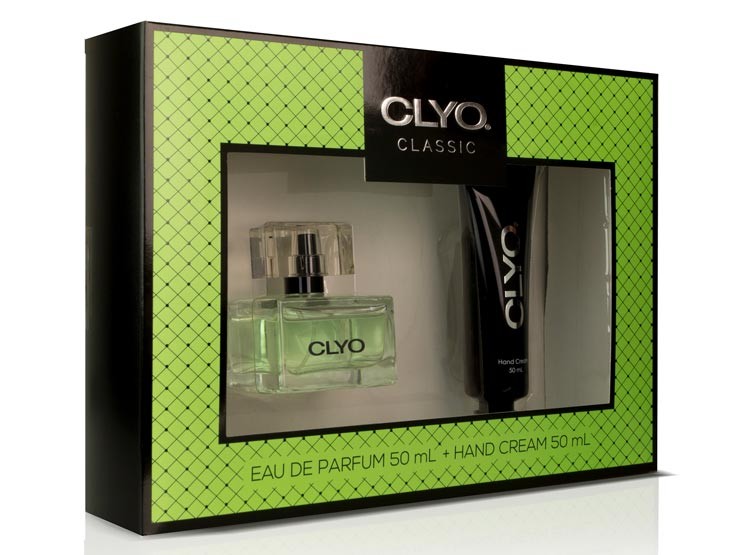 CLYO
CLASSIC
CLYO
CLYO
Hand Cream
50 mL
EAU DE PARFUM 50 mL + HAND CREAM 50 mL